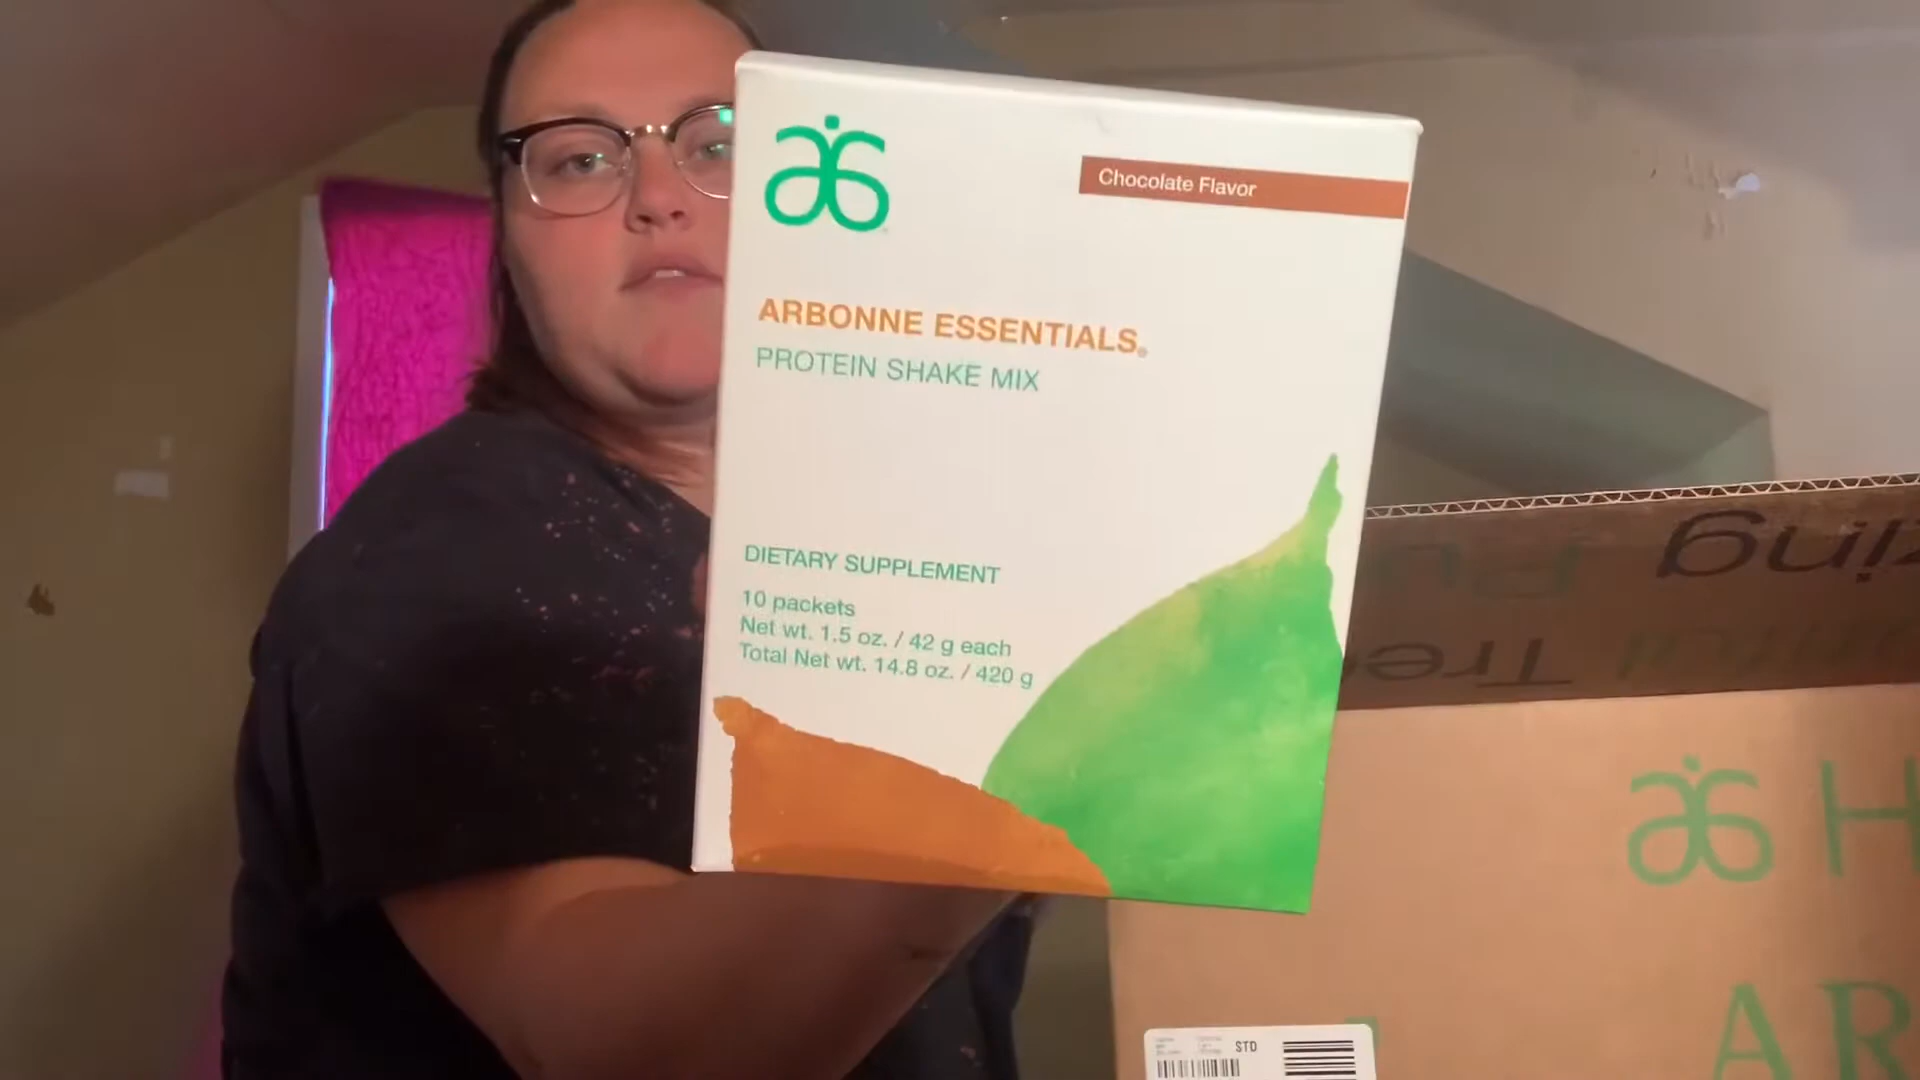 Chocolate Flavor
ARBONNE ESSENTIALS®
PROTEIN SHAKE MIX
DIETARY SUPPLEMENT
10 packets
Net wt. 1.5 oz. / 42 g each
Total Net wt. 14.8 oz. / 420 g
H
AR
STD